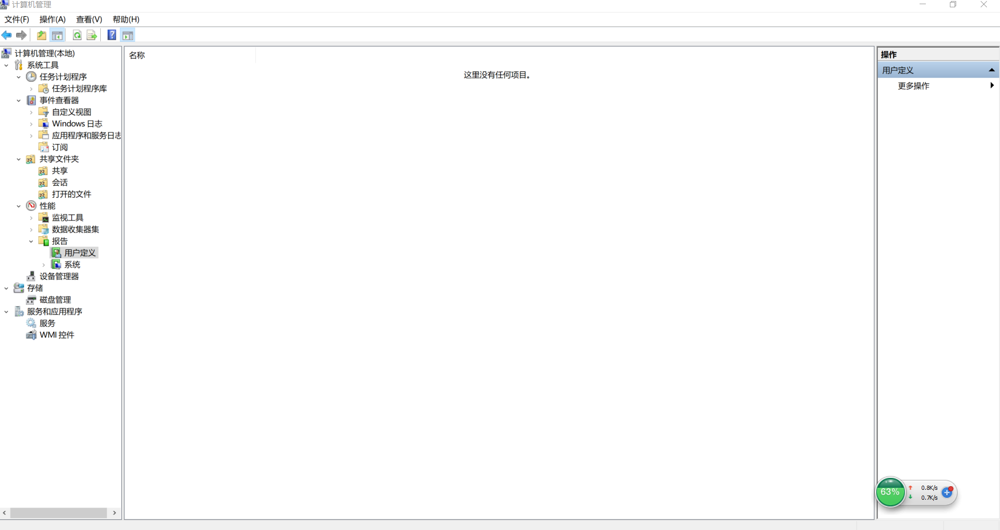 计算机管理
文件(F) 操作(A) 查看(V) 帮助(H)
计算机管理(本地)
系统工具
任务计划程序
任务计划程序库
事件查看器
自定义视图
Windows 日志
应用程序和服务日志
订阅
共享文件夹
共享
会话
打开的文件
性能
监视工具
数据收集器集
报告
用户定义
系统
设备管理器
存储
磁盘管理
服务和应用程序
服务
WMI 控件
名称
这里没有任何项目。
操作
用户定义
更多操作
63%
0.8K/s
0.7K/s